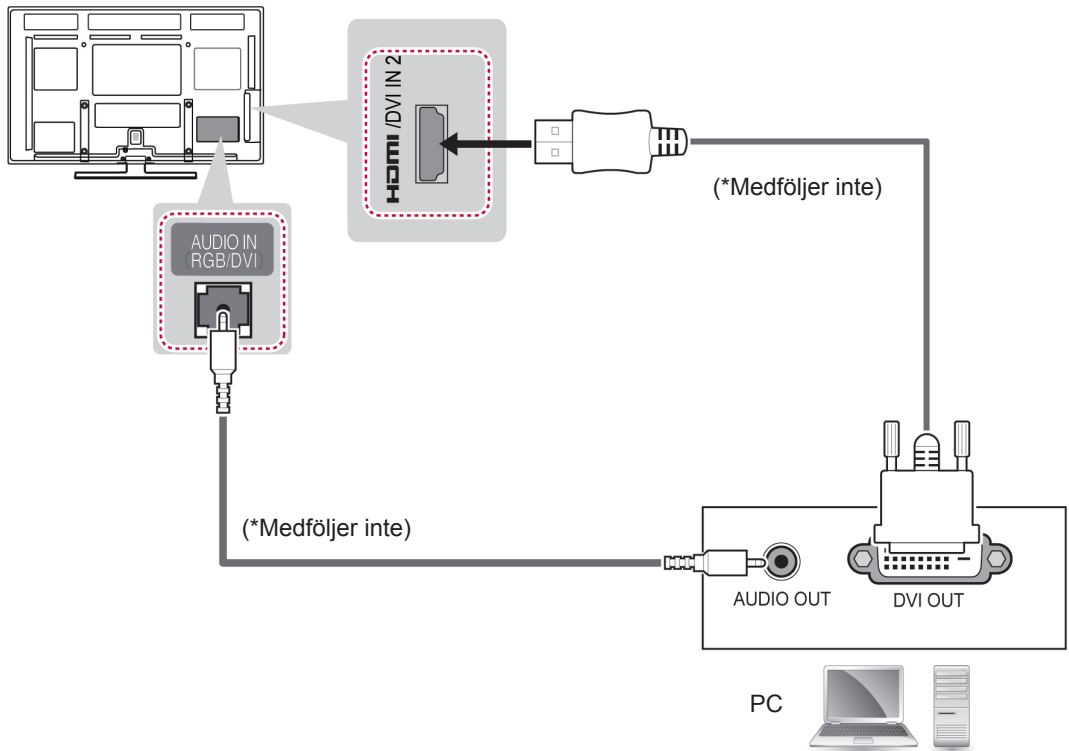 HDMI /DVI IN 2
(*Medföljer inte)
AUDIO IN
(RGB/DVI)
(*Medföljer inte)
AUDIO OUT
DVI OUT
PC